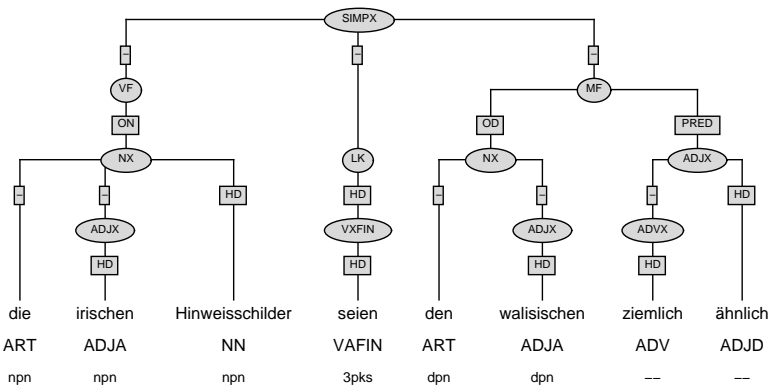 SIMPX
– – –
VF MF
ON OD PRED
NX LK NX ADJX
– – HD HD – – – HD
ADJX VXFIN ADJX ADVX
HD HD HD HD
die irischen Hinweisschilder seien den walisischen ziemlich ähnlich
ART ADJA NN VAFIN ART ADJA ADV ADJD
npn npn npn 3pks dpn dpn –– ––